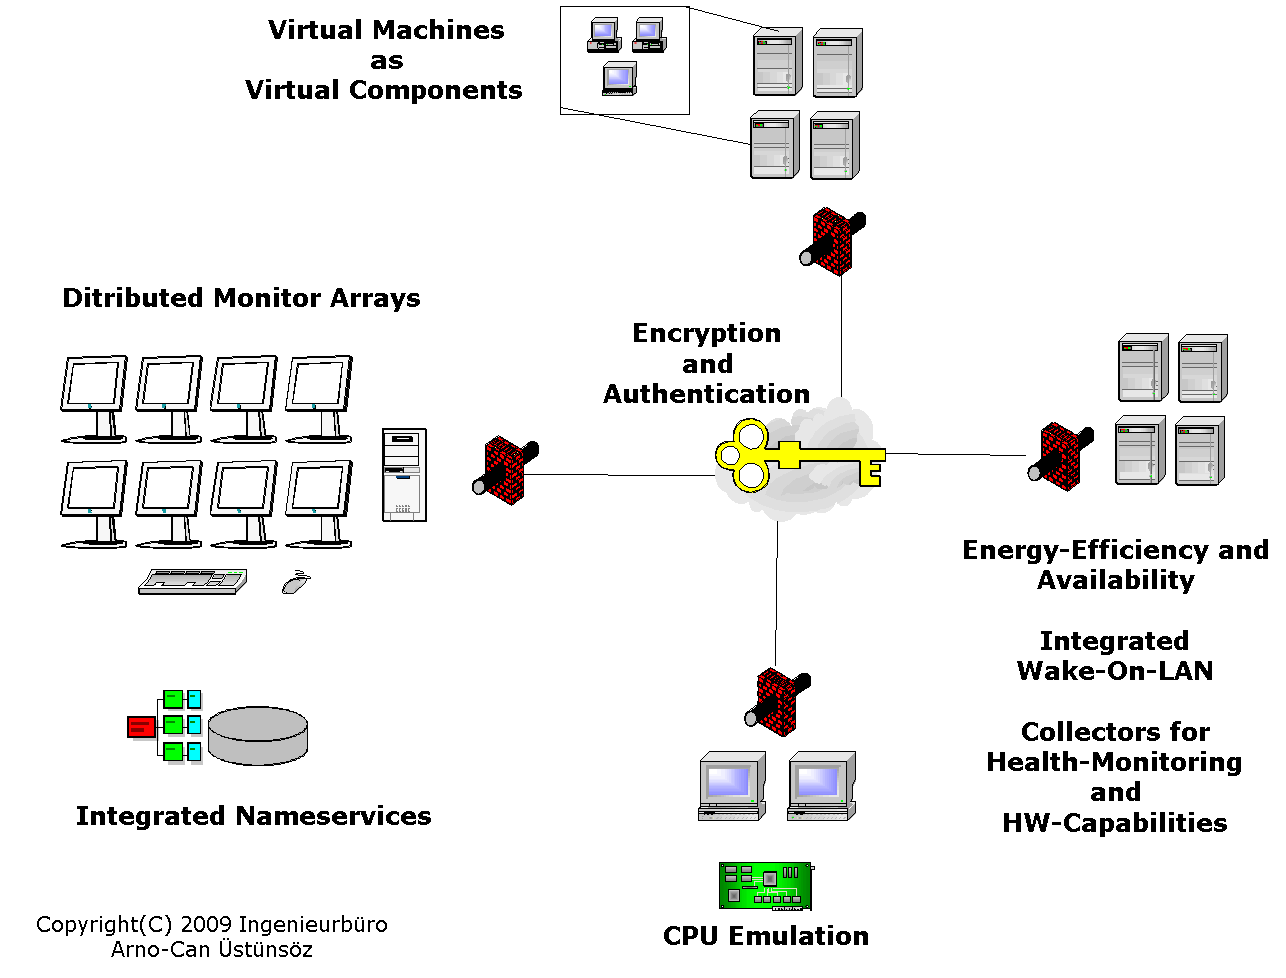 Virtual Machines
as
Virtual Components
Ditributed Monitor Arrays
Encryption
and
Authentication
Energy-Efficiency and
Availability
Integrated
Wake-On-LAN
Collectors for
Health-Monitoring
and
HW-Capabilities
Integrated Nameservices
CPU Emulation
Copyright(C) 2009 Ingenieurbüro
Arno-Can Üstünsöz